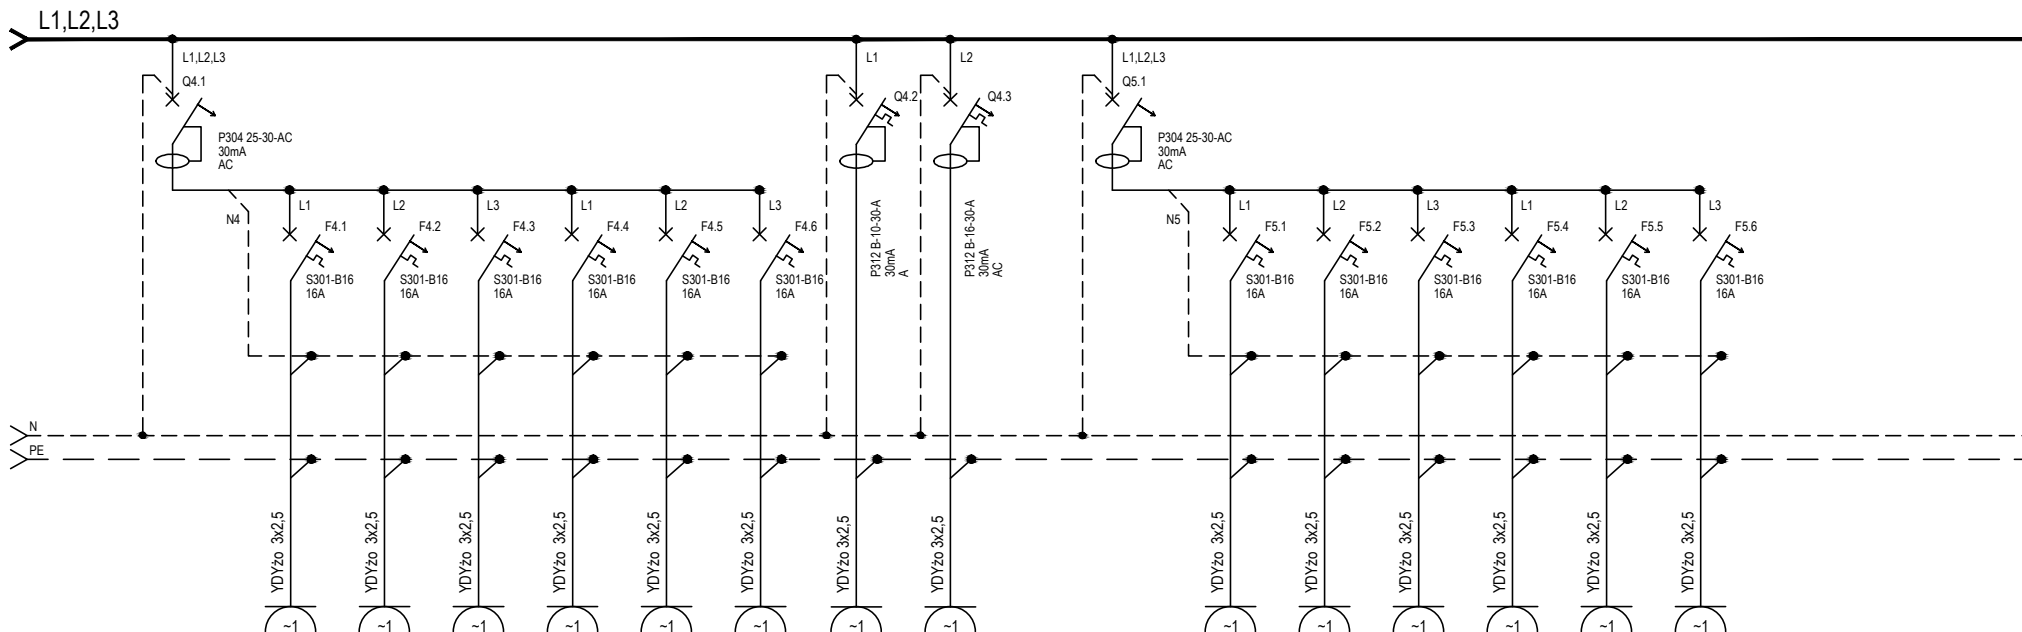 L1,L2,L3
L1,L2,L3
Q4.1
P304 25-30-AC
30mA
AC
N4
L1
F4.1
S301-B16
16A
L2
F4.2
S301-B16
16A
L3
F4.3
S301-B16
16A
L1
F4.4
S301-B16
16A
L2
F4.5
S301-B16
16A
L3
F4.6
S301-B16
16A
L1
Q4.2
P312 B-10-30-A
30mA
A
L2
Q4.3
P312 B-16-30-A
30mA
AC
L1,L2,L3
Q5.1
P304 25-30-AC
30mA
AC
N5
L1
F5.1
S301-B16
16A
L2
F5.2
S301-B16
16A
L3
F5.3
S301-B16
16A
L1
F5.4
S301-B16
16A
L2
F5.5
S301-B16
16A
L3
F5.6
S301-B16
16A
N
PE
YDYżo 3x2,5
YDYżo 3x2,5
YDYżo 3x2,5
YDYżo 3x2,5
YDYżo 3x2,5
YDYżo 3x2,5
YDYżo 3x2,5
YDYżo 3x2,5
YDYżo 3x2,5
YDYżo 3x2,5
YDYżo 3x2,5
YDYżo 3x2,5
YDYżo 3x2,5
YDYżo 3x2,5
~1
~1
~1
~1
~1
~1
~1
~1
~1
~1
~1
~1
~1
~1